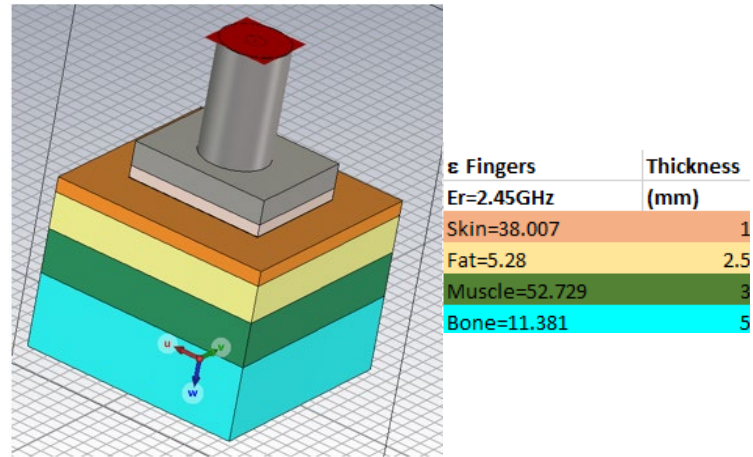 ε Fingers Thickness
Er=2.45GHz (mm)
Skin=38.007 1
Fat=5.28 2.5
Muscle=52.729 3
Bone=11.381 5
u
v
w